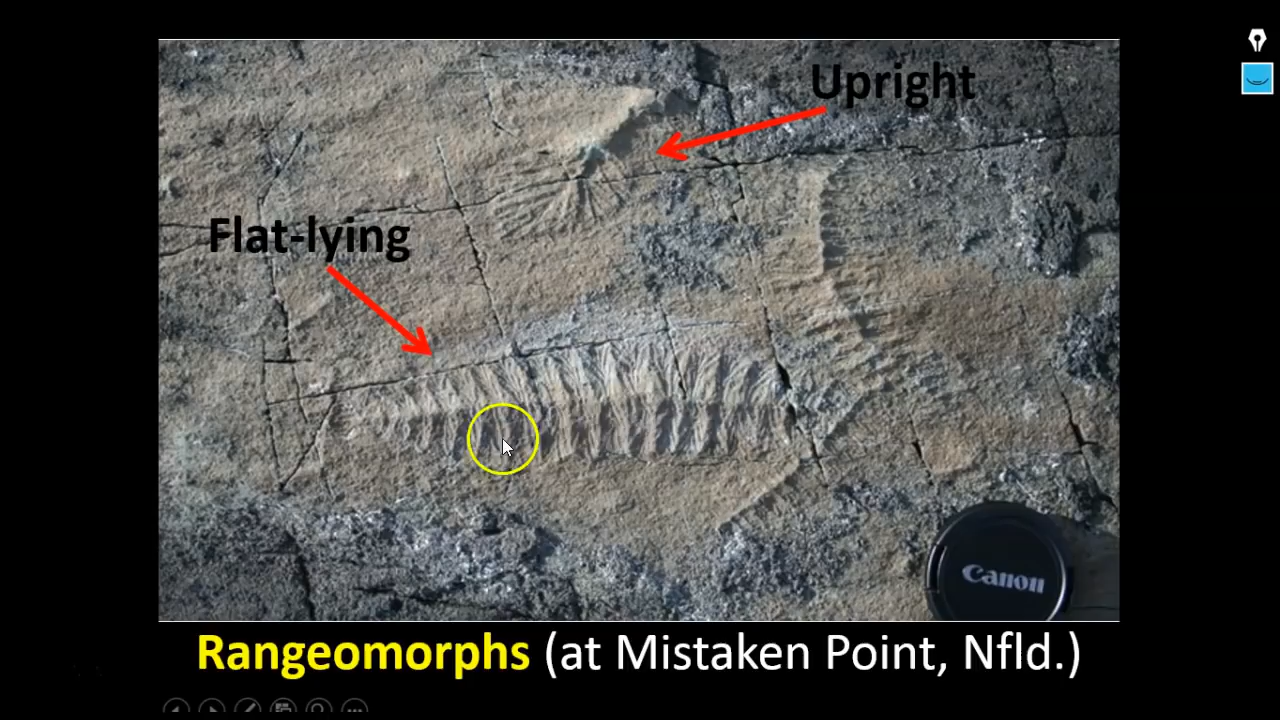 Upright
Flat-lying
Canon
Rangeomorphs (at Mistaken Point, Nfld.)